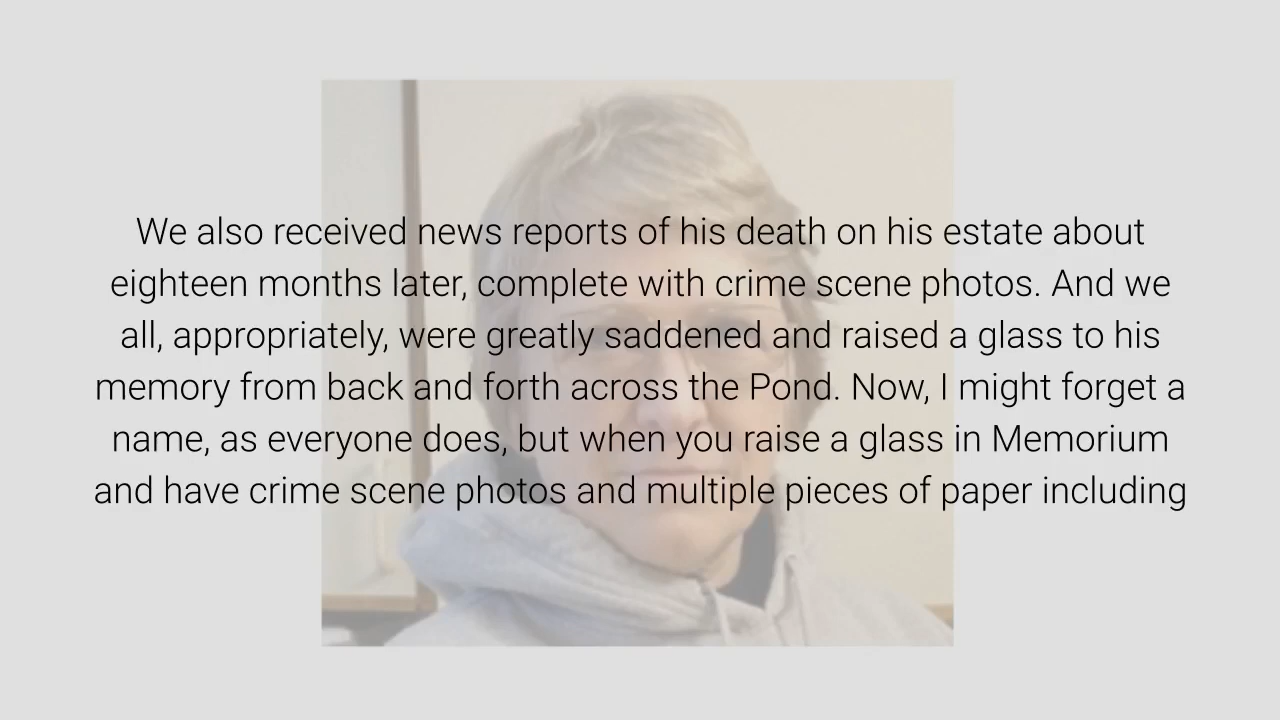 We also received news reports of his death on his estate about
eighteen months later, complete with crime scene photos. And we
all, appropriately, were greatly saddened and raised a glass to his
memory from back and forth across the Pond. Now, I might forget a
name, as everyone does, but when you raise a glass in Memorium
and have crime scene photos and multiple pieces of paper including